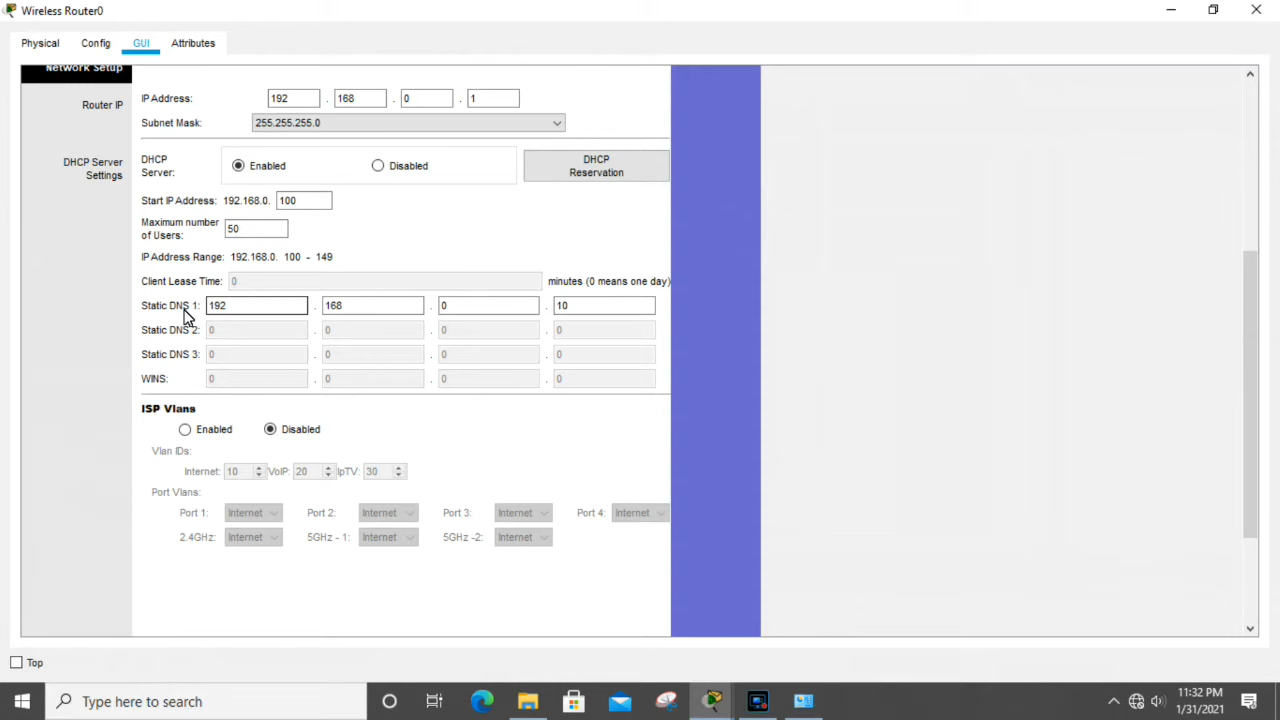 Wireless Router0
Physical Config GUI Attributes
Network Setup
Router IP
IP Address: 192 . 168 . 0 . 1
Subnet Mask: 255.255.255.0
DHCP Server Settings
DHCP Server: Enabled Disabled DHCP Reservation
Start IP Address: 192.168.0. 100
Maximum number of Users: 50
IP Address Range: 192.168.0. 100 - 149
Client Lease Time: 0 minutes (0 means one day)
Static DNS 1: 192 . 168 . 0 . 10
Static DNS 2: 0 . 0 . 0 . 0
Static DNS 3: 0 . 0 . 0 . 0
WINS: 0 . 0 . 0 . 0
ISP Vlans
Enabled Disabled
Vlan IDs:
Internet: 10 VoIP: 20 IpTV: 30
Port Vlans:
Port 1: Internet Port 2: Internet Port 3: Internet Port 4: Internet
2.4GHz: Internet 5GHz - 1: Internet 5GHz -2: Internet
Top
Type here to search
11:32 PM
1/31/2021